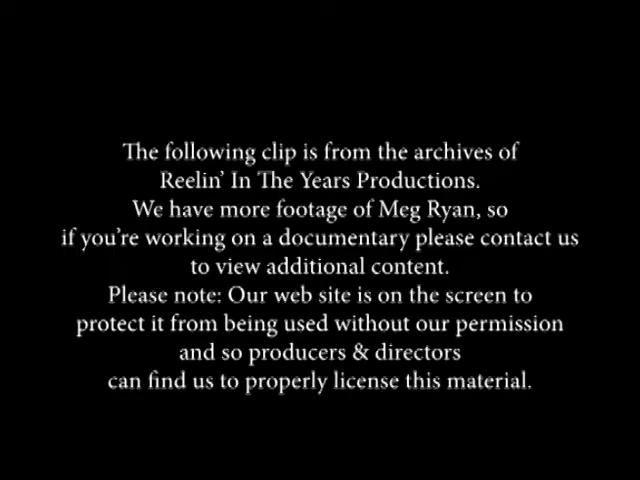 The following clip is from the archives of
Reelin’ In The Years Productions.
We have more footage of Meg Ryan, so
if you’re working on a documentary please contact us
to view additional content.
Please note: Our web site is on the screen to
protect it from being used without our permission
and so producers & directors
can find us to properly license this material.